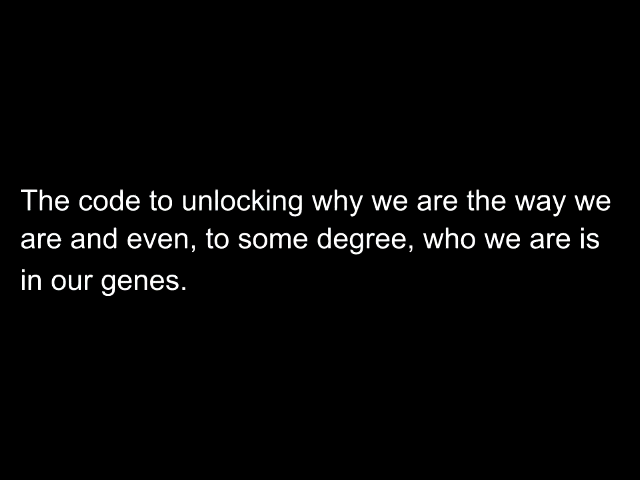 The code to unlocking why we are the way we
are and even, to some degree, who we are is
in our genes.